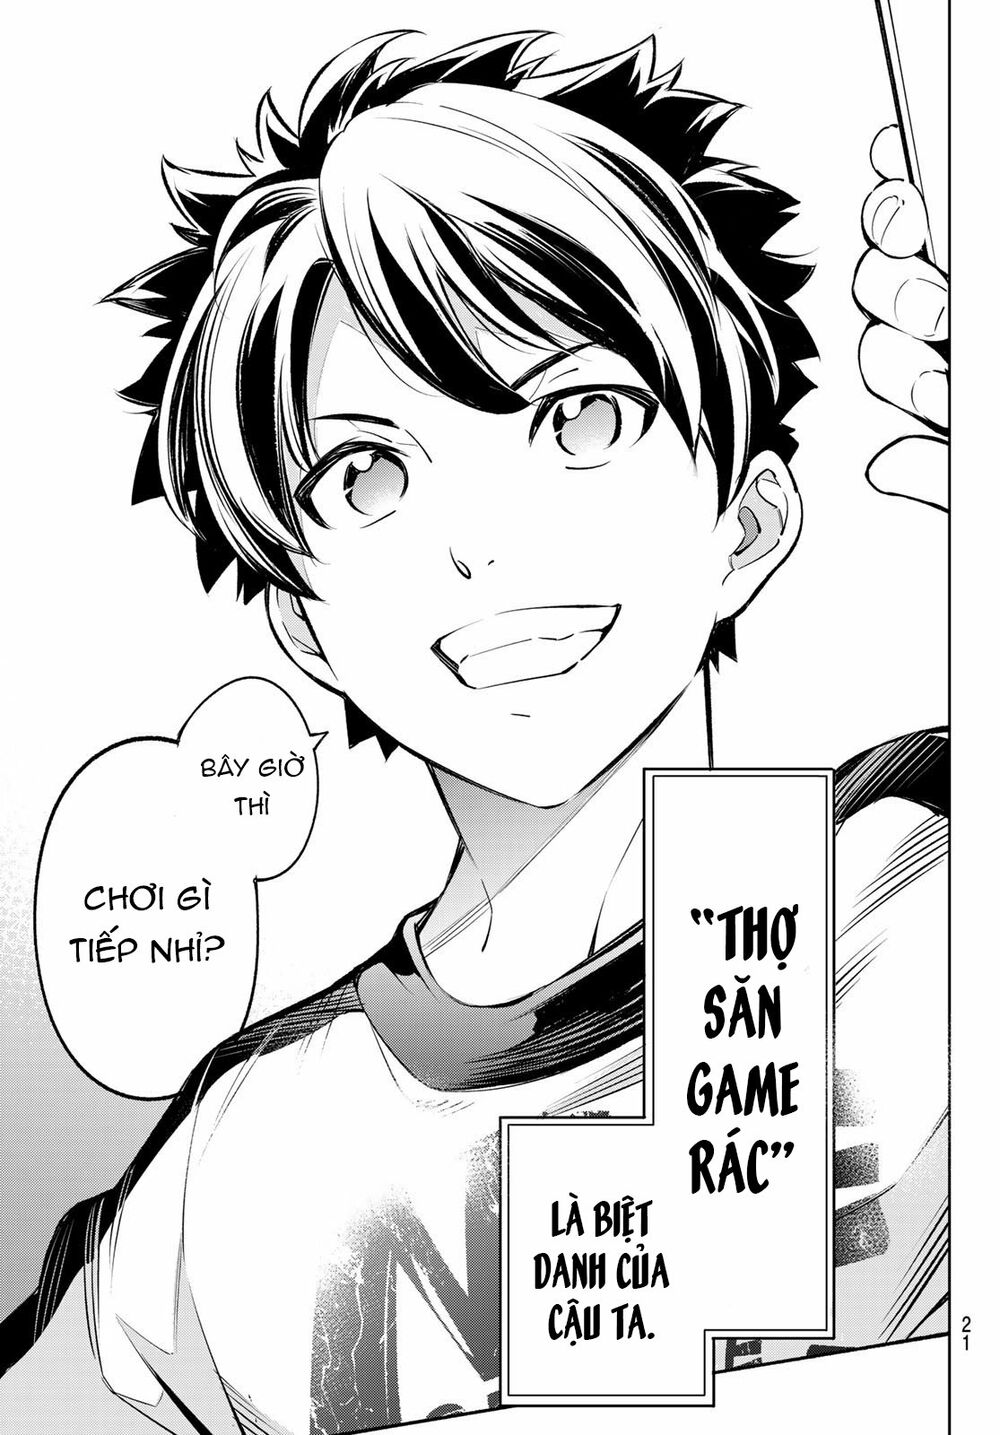 BÂY GIỜ
THÌ
CHƠI GÌ
TIẾP NHỈ?
“THỢ
SĂN
GAME
RÁC”
LÀ BIỆT
DANH CỦA
CẬU TA.
21